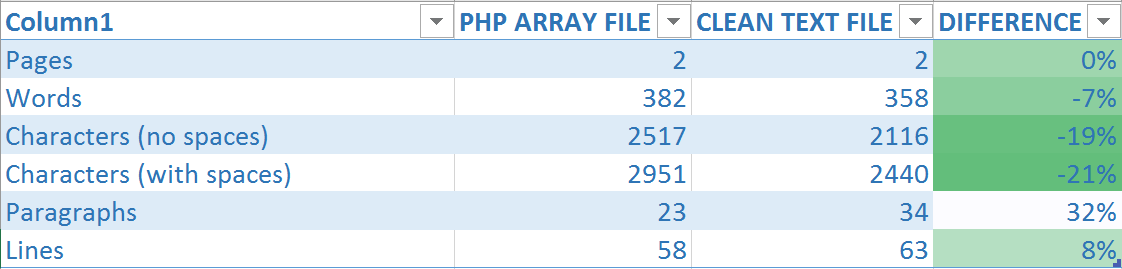 Column1 PHP ARRAY FILE CLEAN TEXT FILE DIFFERENCE
Pages 2 2 0%
Words 382 358 -7%
Characters (no spaces) 2517 2116 -19%
Characters (with spaces) 2951 2440 -21%
Paragraphs 23 34 32%
Lines 58 63 8%